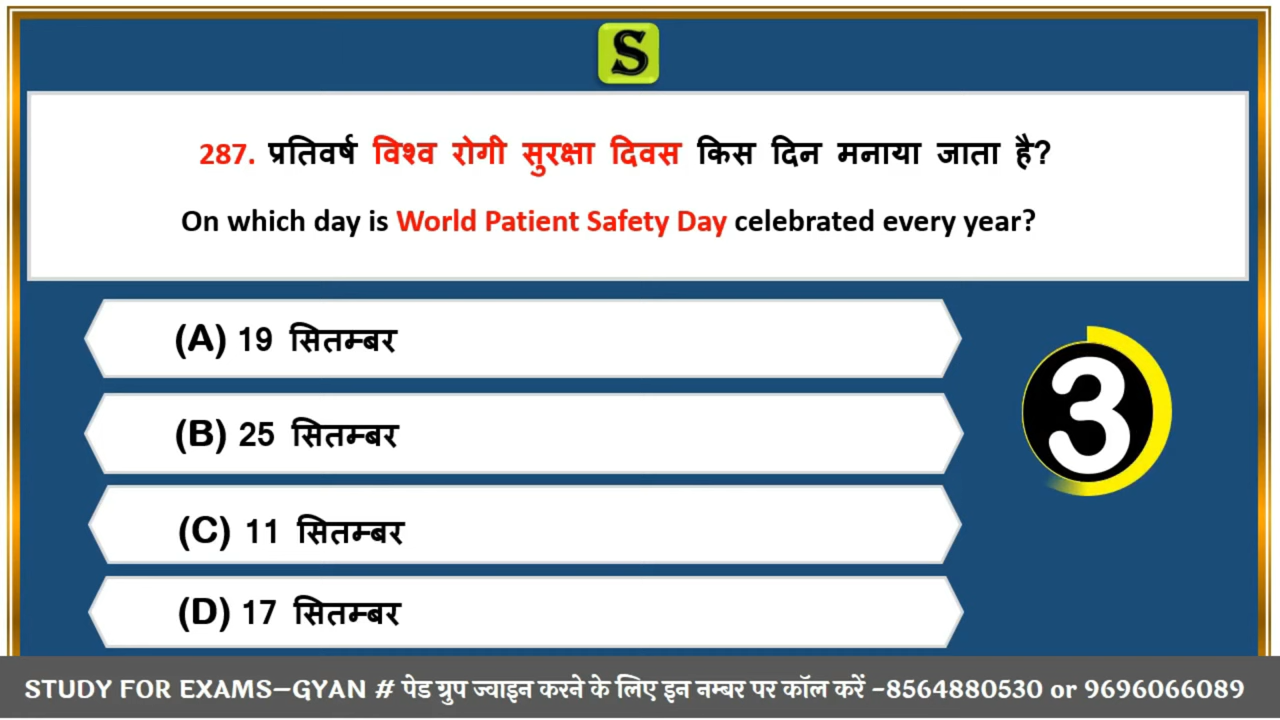 S
287. प्रतिवर्ष विश्व रोगी सुरक्षा दिवस किस दिन मनाया जाता है?
On which day is World Patient Safety Day celebrated every year?
(A) 19 सितम्बर
(B) 25 सितम्बर
(C) 11 सितम्बर
(D) 17 सितम्बर
3
STUDY FOR EXAMS–GYAN # पेड ग्रुप ज्वाइन करने के लिए इन नम्बर पर कॉल करें –8564880530 or 9696066089